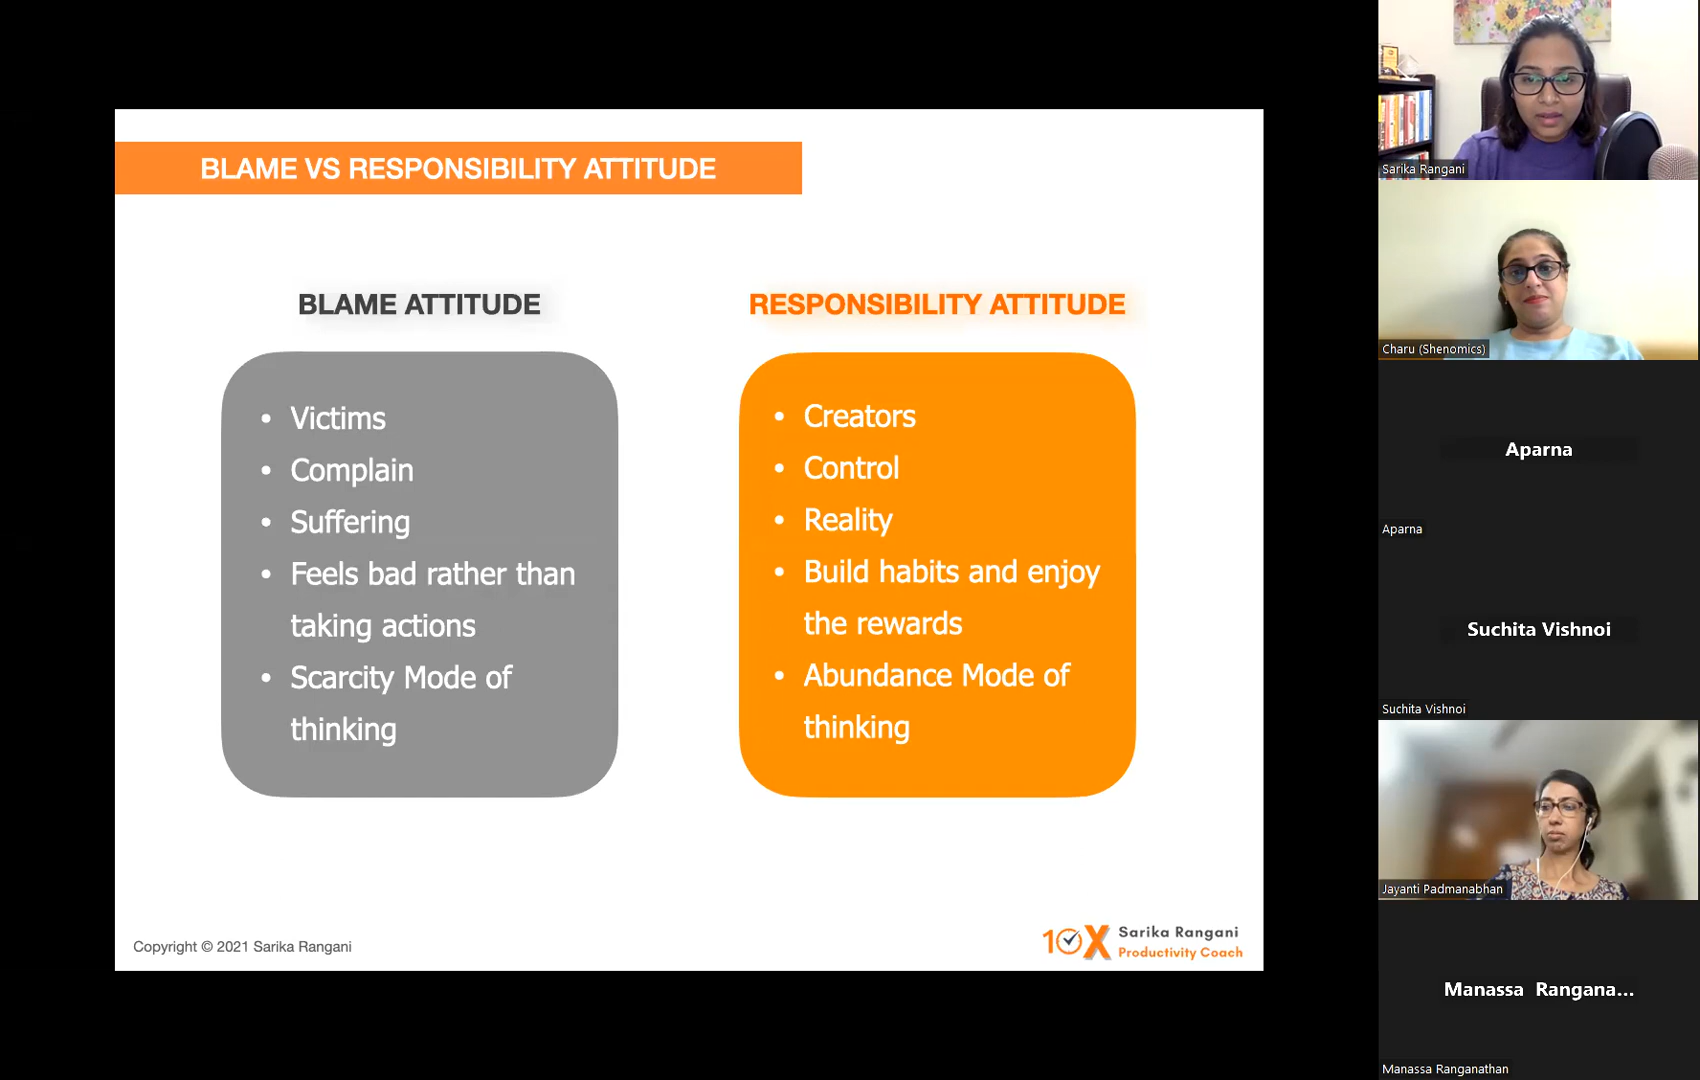 BLAME VS RESPONSIBILITY ATTITUDE
BLAME ATTITUDE
• Victims
• Complain
• Suffering
• Feels bad rather than
taking actions
• Scarcity Mode of
thinking
RESPONSIBILITY ATTITUDE
• Creators
• Control
• Reality
• Build habits and enjoy
the rewards
• Abundance Mode of
thinking
Copyright © 2021 Sarika Rangani
10X Sarika Rangani
Productivity Coach
Sarika Rangani
Charu (Shenomics)
Aparna
Aparna
Suchita Vishnoi
Suchita Vishnoi
Jayanti Padmanabhan
Manassa Rangana...
Manassa Ranganathan